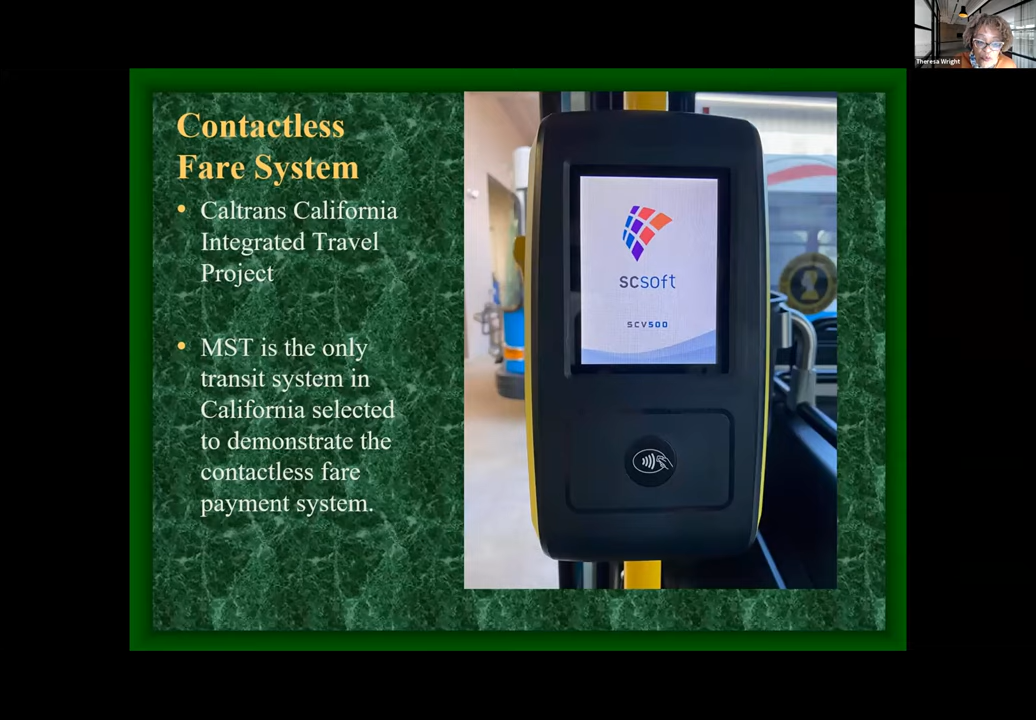 Theresa Wright
Contactless
Fare System
• Caltrans California
Integrated Travel
Project
• MST is the only
transit system in
California selected
to demonstrate the
contactless fare
payment system.
scsoft
SCV500